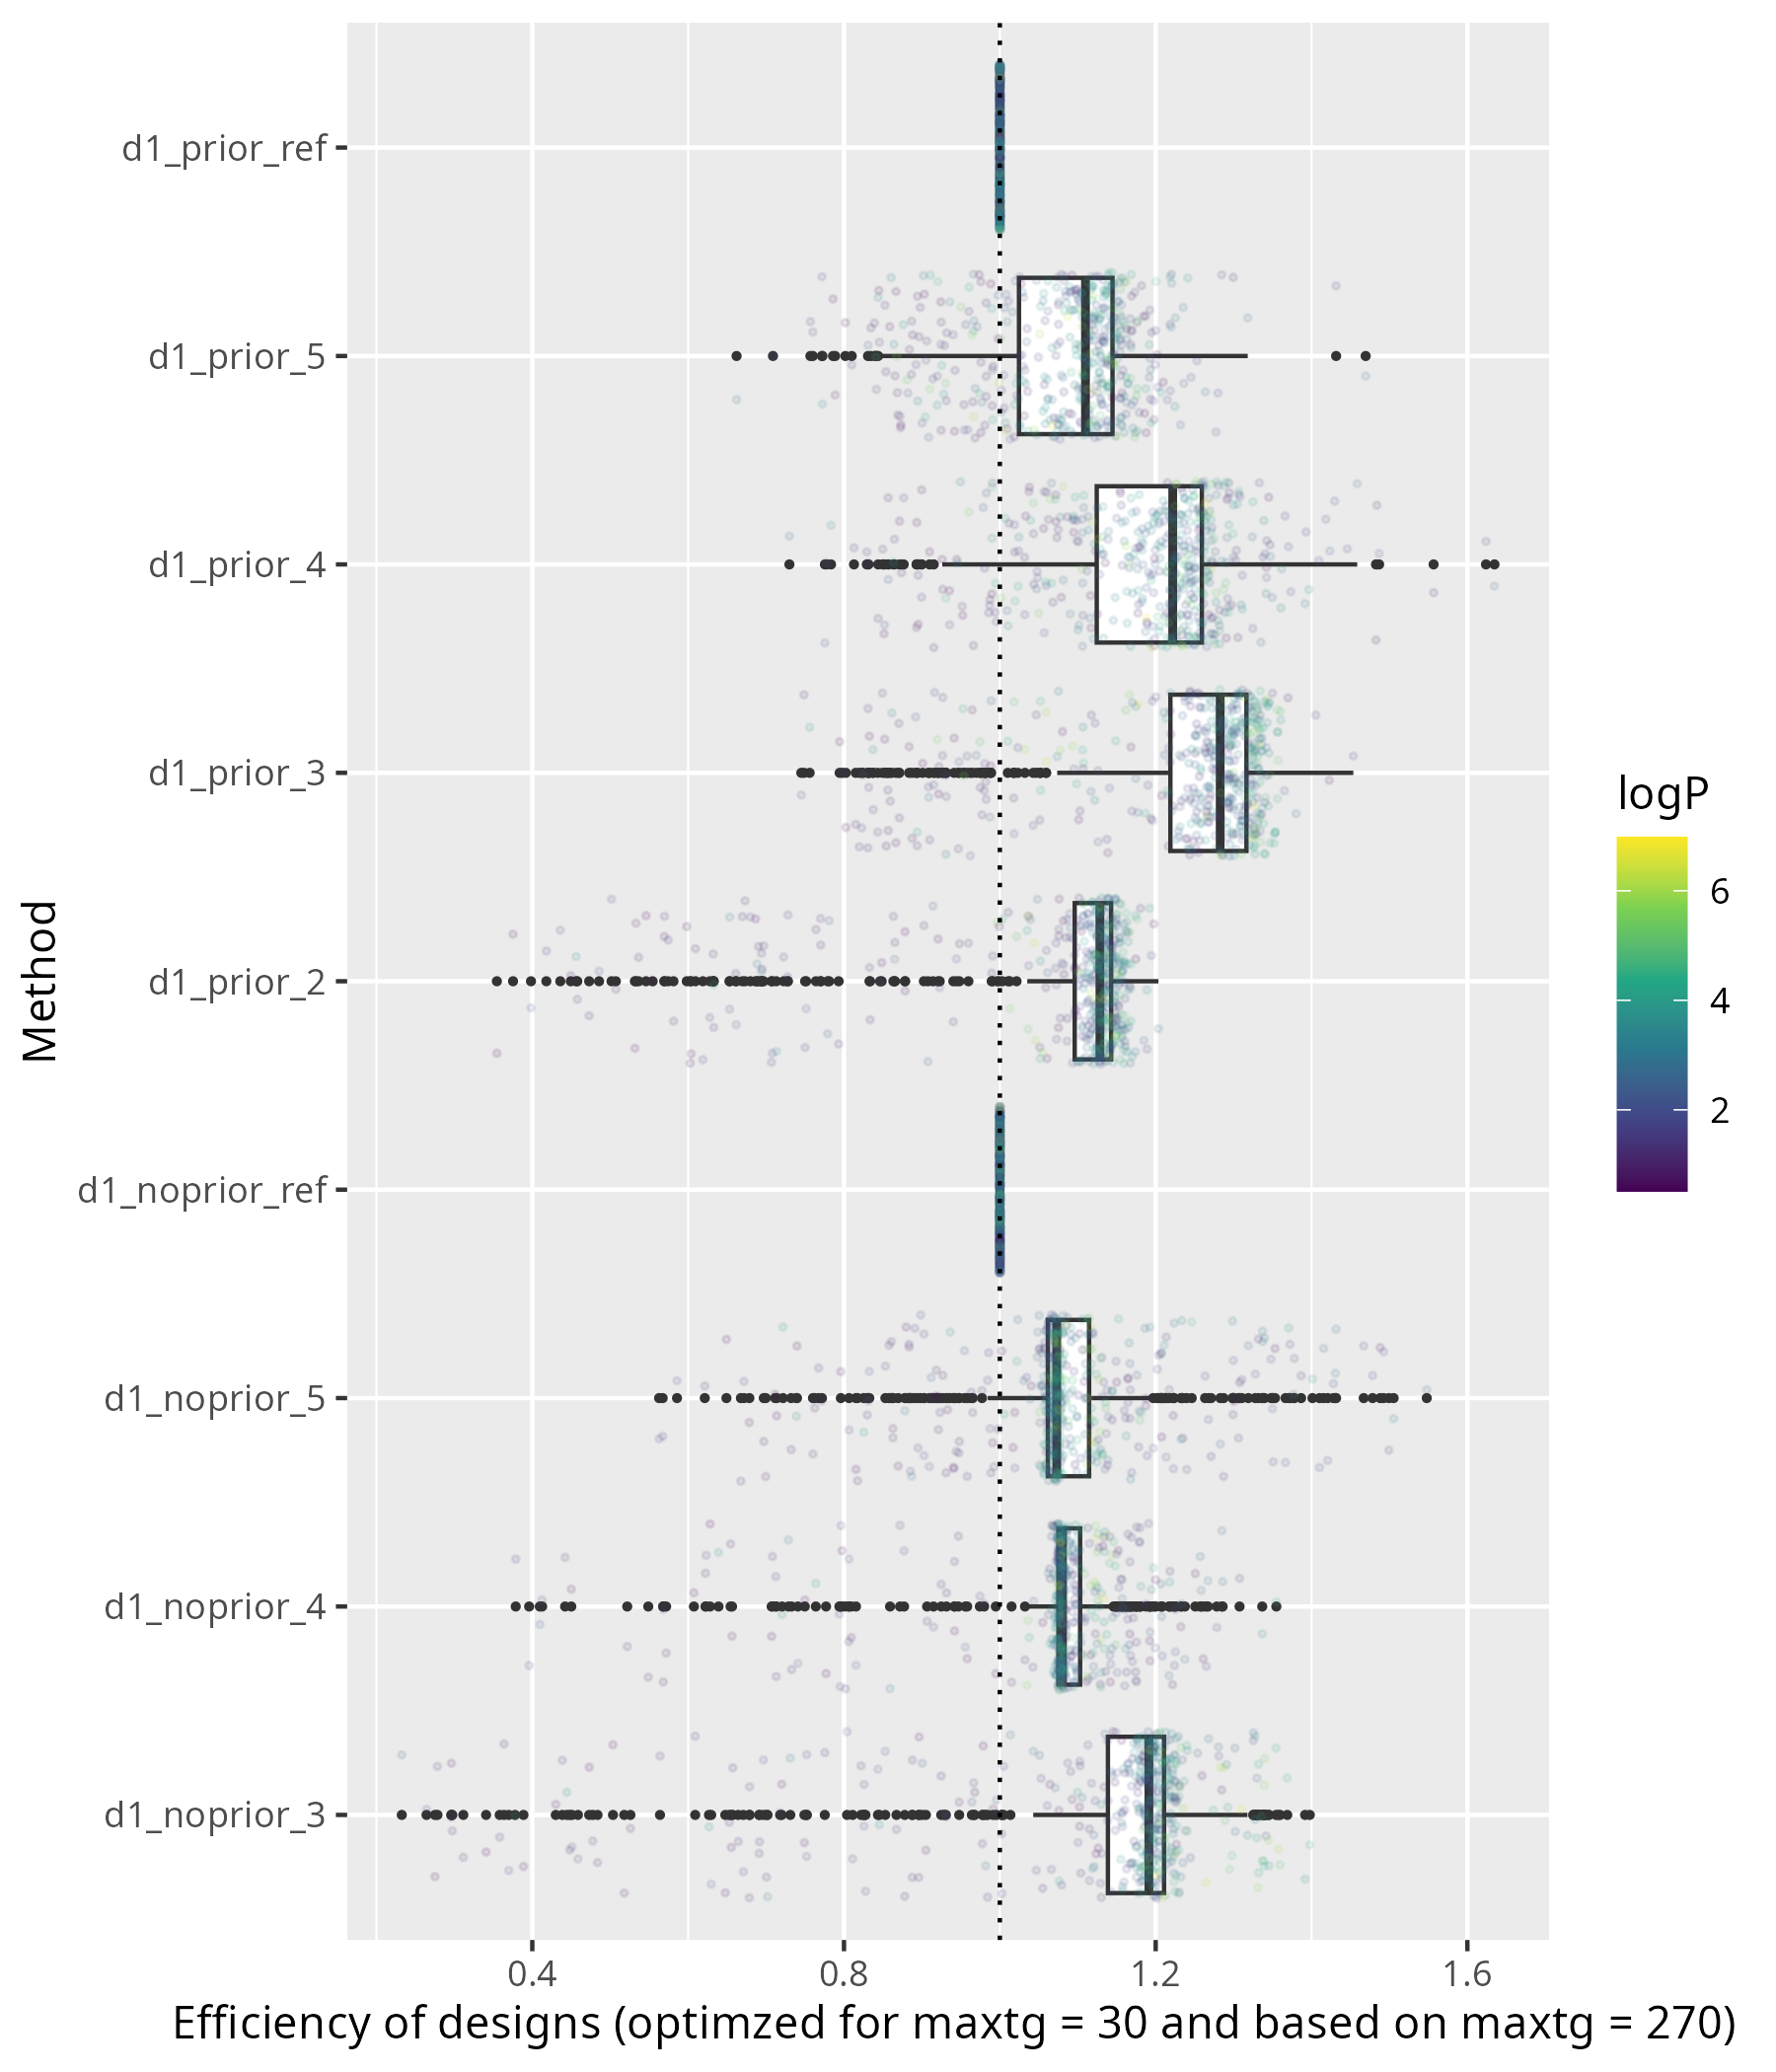 d1_prior_ref
d1_prior_5
d1_prior_4
d1_prior_3
d1_prior_2
d1_noprior_ref
d1_noprior_5
d1_noprior_4
d1_noprior_3
Method
0.4 0.8 1.2 1.6
Efficiency of designs (optimzed for maxtg = 30 and based on maxtg = 270)
logP
6
4
2